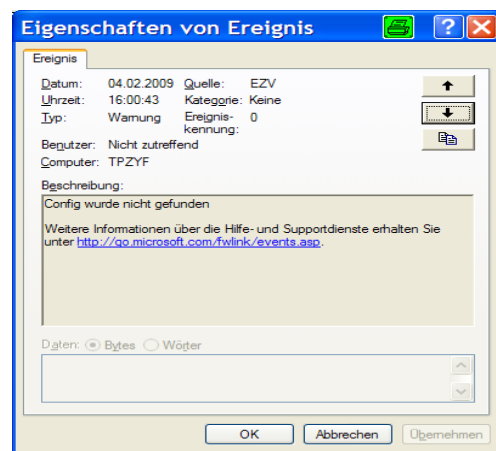 Eigenschaften von Ereignis
Ereignis
Datum: 04.02.2009 Quelle: EZV
Uhrzeit: 16:00:43 Kategorie: Keine
Typ: Warnung Ereignis-kennung: 0
Benutzer: Nicht zutreffend
Computer: TPZYF
Beschreibung:
Config wurde nicht gefunden
Weitere Informationen über die Hilfe- und Supportdienste erhalten Sie
unter http://go.microsoft.com/fwlink/events.asp.
Daten: Bytes Wörter
OK Abbrechen Übernehmen